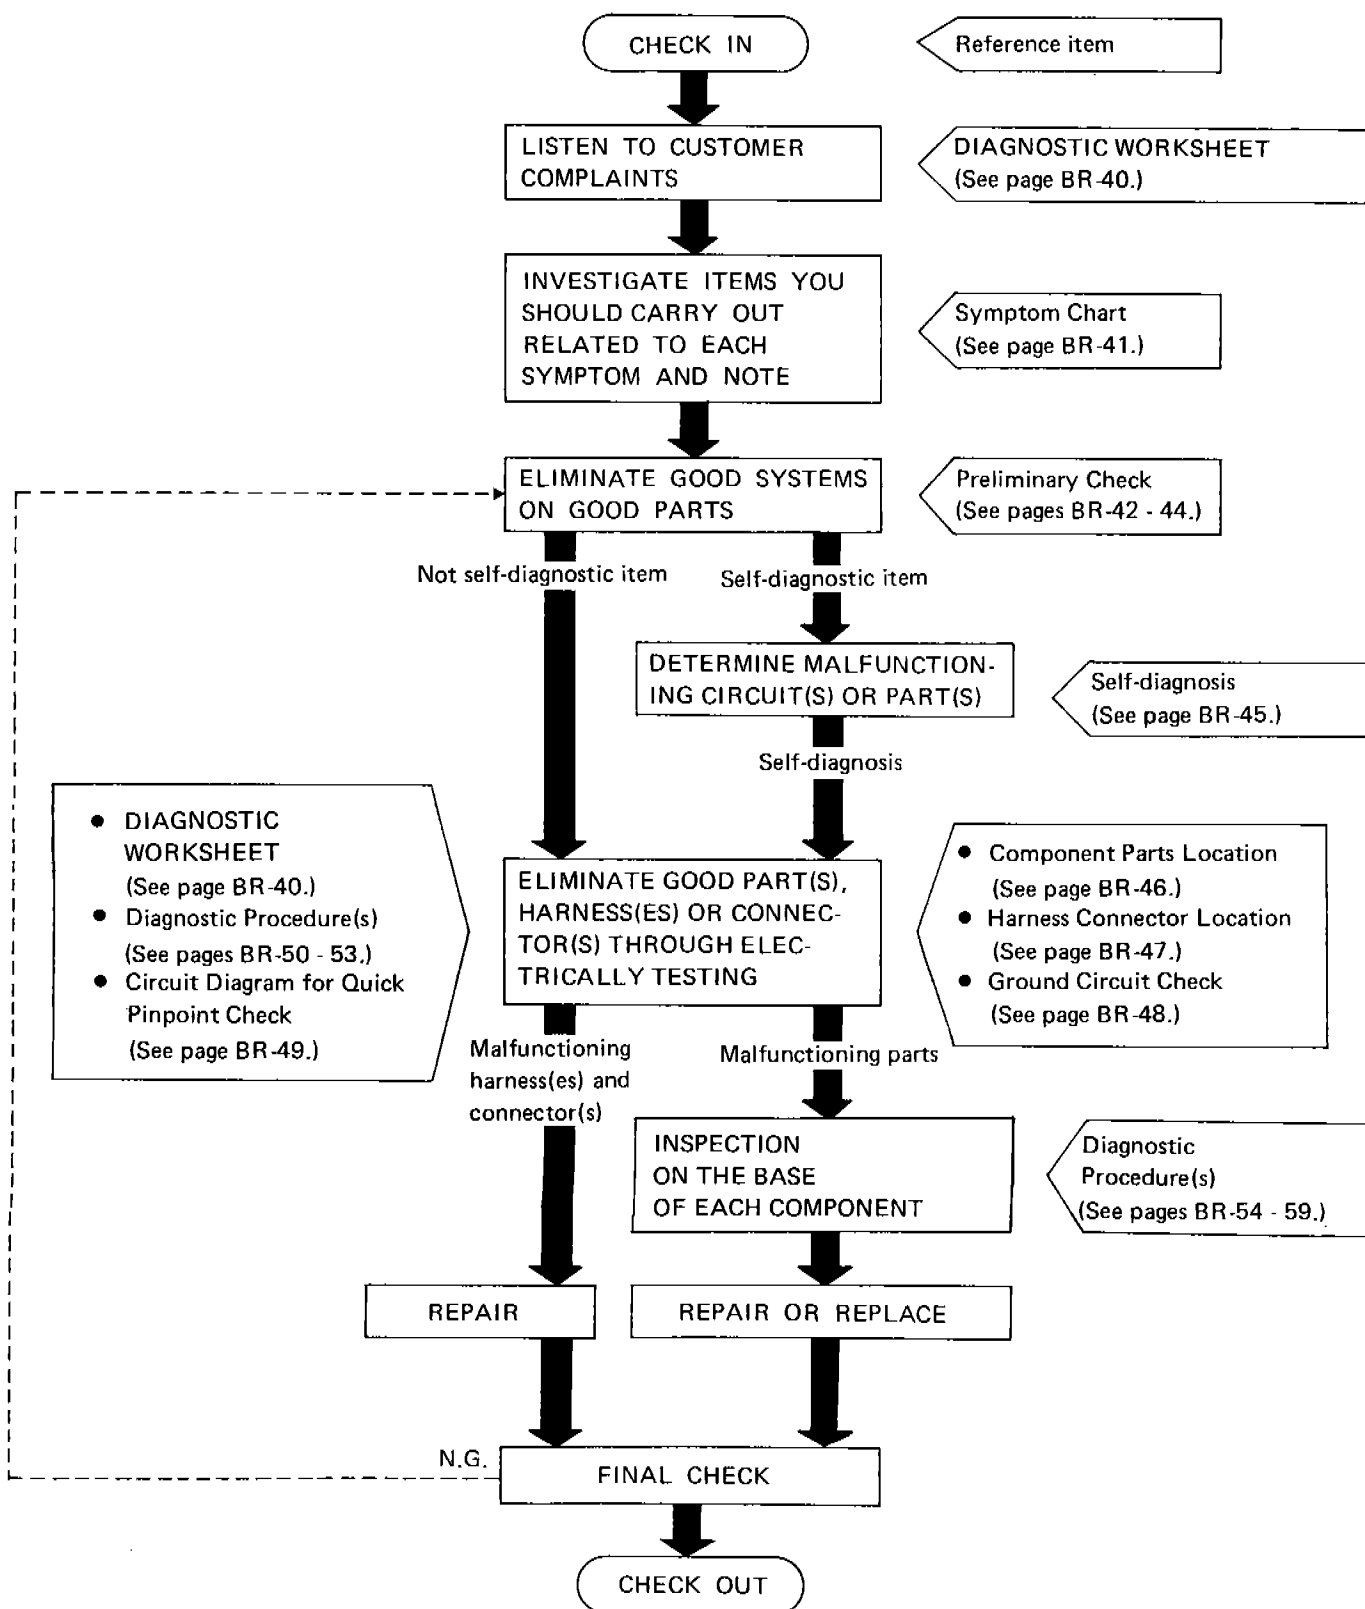 CHECK IN
Reference item
LISTEN TO CUSTOMER
COMPLAINTS
DIAGNOSTIC WORKSHEET
(See page BR-40.)
INVESTIGATE ITEMS YOU
SHOULD CARRY OUT
RELATED TO EACH
SYMPTOM AND NOTE
Symptom Chart
(See page BR-41.)
ELIMINATE GOOD SYSTEMS
ON GOOD PARTS
Preliminary Check
(See pages BR-42 - 44.)
Not self-diagnostic item
Self-diagnostic item
DETERMINE MALFUNCTION-
ING CIRCUIT(S) OR PART(S)
Self-diagnosis
(See page BR-45.)
Self-diagnosis
● DIAGNOSTIC
WORKSHEET
(See page BR-40.)
● Diagnostic Procedure(s)
(See pages BR-50 - 53.)
● Circuit Diagram for Quick
Pinpoint Check
(See page BR-49.)
ELIMINATE GOOD PART(S),
HARNESS(ES) OR CONNEC-
TOR(S) THROUGH ELEC-
TRICALLY TESTING
● Component Parts Location
(See page BR-46.)
● Harness Connector Location
(See page BR-47.)
● Ground Circuit Check
(See page BR-48.)
Malfunctioning
harness(es) and
connector(s)
Malfunctioning parts
INSPECTION
ON THE BASE
OF EACH COMPONENT
Diagnostic
Procedure(s)
(See pages BR-54 - 59.)
REPAIR
REPAIR OR REPLACE
N.G.
FINAL CHECK
CHECK OUT